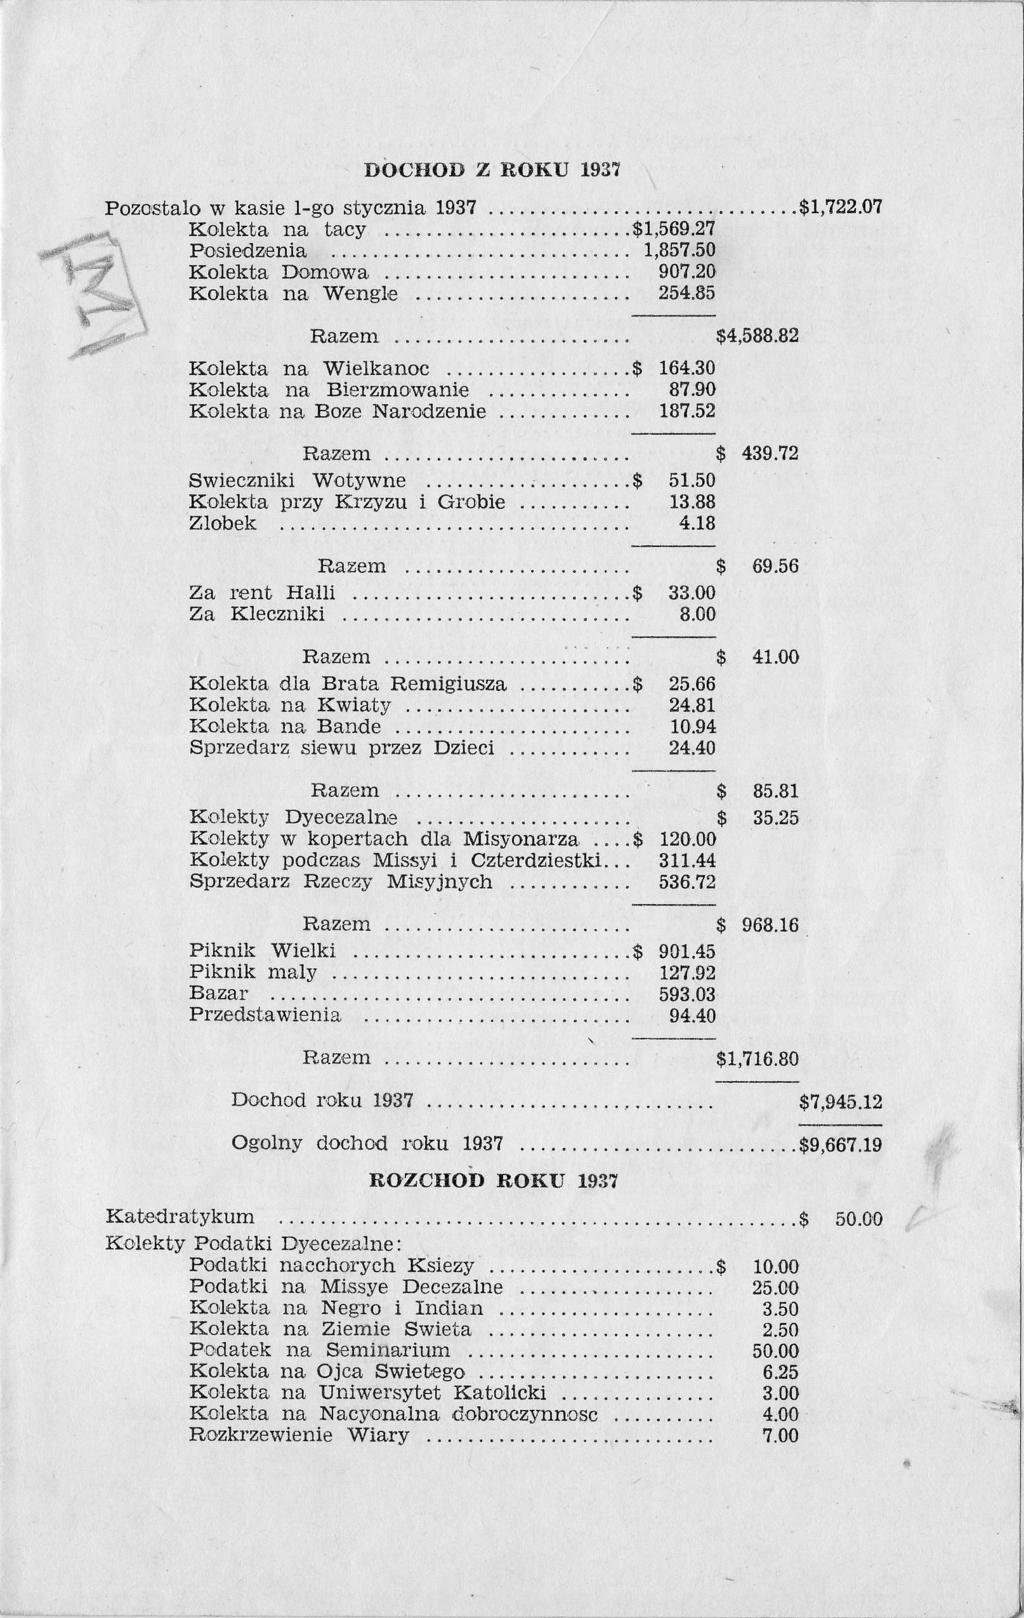 DOCHOD Z ROKU 1937
Pozostalo w kasie 1-go stycznia 1937 ..............................$1,722.07
Kolekta na tacy ........................$1,569.27
Posiedzenia ............................. 1,857.50
Kolekta Domowa ........................ 907.20
Kolekta na Wengle ..................... 254.85
Razem ....................... $4,588.82
Kolekta na Wielkanoc ..................$ 164.30
Kolekta na Bierzmowanie .............. 87.90
Kolekta na Boze Narodzenie ............. 187.52
Razem ........................ $ 439.72
Swieczniki Wotywne ....................$ 51.50
Kolekta przy Krzyzu i Grobie ........... 13.88
Zlobek .................................. 4.18
Razem ...................... $ 69.56
Za rent Halli ...........................$ 33.00
Za Kleczniki ............................ 8.00
Razem ........................ $ 41.00
Kolekta dla Brata Remigiusza ...........$ 25.66
Kolekta na Kwiaty ...................... 24.81
Kolekta na Bande ....................... 10.94
Sprzedarz siewu przez Dzieci ............ 24.40
Razem ....................... $ 85.81
Kolekty Dyecezalne ..................... $ 35.25
Kolekty w kopertach dla Misyonarza ....$ 120.00
Kolekty podczas Missyi i Czterdziestki... 311.44
Sprzedarz Rzeczy Misyjnych ............ 536.72
Razem ........................ $ 968.16
Piknik Wielki ...........................$ 901.45
Piknik maly ............................. 127.92
Bazar ................................... 593.03
Przedstawienia .......................... 94.40
Razem ........................ $1,716.80
Dochod roku 1937 ............................ $7,945.12
Ogolny dochod roku 1937 ...........................$9,667.19
ROZCHOD ROKU 1937
Katedratykum ..................................................$ 50.00
Kolekty Podatki Dyecezalne:
Podatki nacchorych Ksiezy ......................$ 10.00
Podatki na Missye Decezalne ................... 25.00
Kolekta na Negro i Indian ..................... 3.50
Kolekta na Ziemie Swieta ...................... 2.50
Podatek na Seminarium ........................ 50.00
Kolekta na Ojca Swietego ....................... 6.25
Kolekta na Uniwersytet Katolicki ............... 3.00
Kolekta na Nacyonalna dobroczynnosc .......... 4.00
Rozkrzewienie Wiary ............................ 7.00